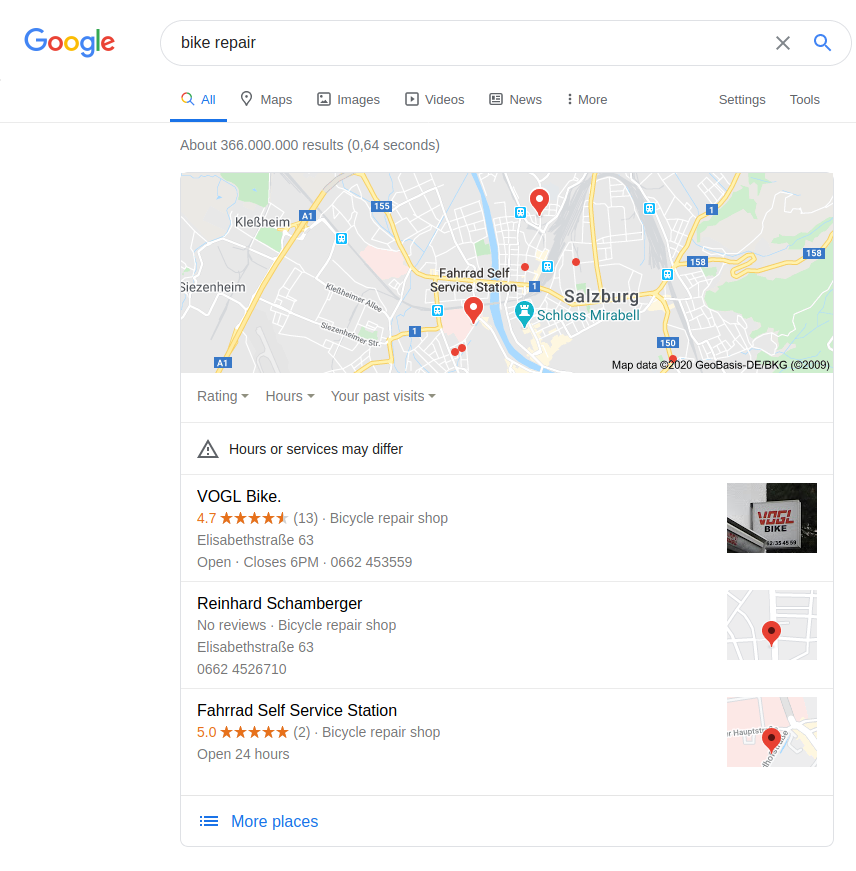 Google
bike repair
All Maps Images Videos News More Settings Tools
About 366.000.000 results (0,64 seconds)
155
1
A1
Kleßheim
158
158
Fahrrad Self
Service Station
Siezenheim
1
Kleßheimer Allee
Salzburg
Schloss Mirabell
Siezenheimer Str.
1
150
A1
Map data ©2020 GeoBasis-DE/BKG (©2009)
Rating Hours Your past visits
Hours or services may differ
VOGL Bike.
4.7 (13) · Bicycle repair shop
Elisabethstraße 63
Open · Closes 6PM · 0662 453559
VOGL
BIKE
Reinhard Schamberger
No reviews · Bicycle repair shop
Elisabethstraße 63
0662 4526710
Fahrrad Self Service Station
5.0 (2) · Bicycle repair shop
Open 24 hours
More places